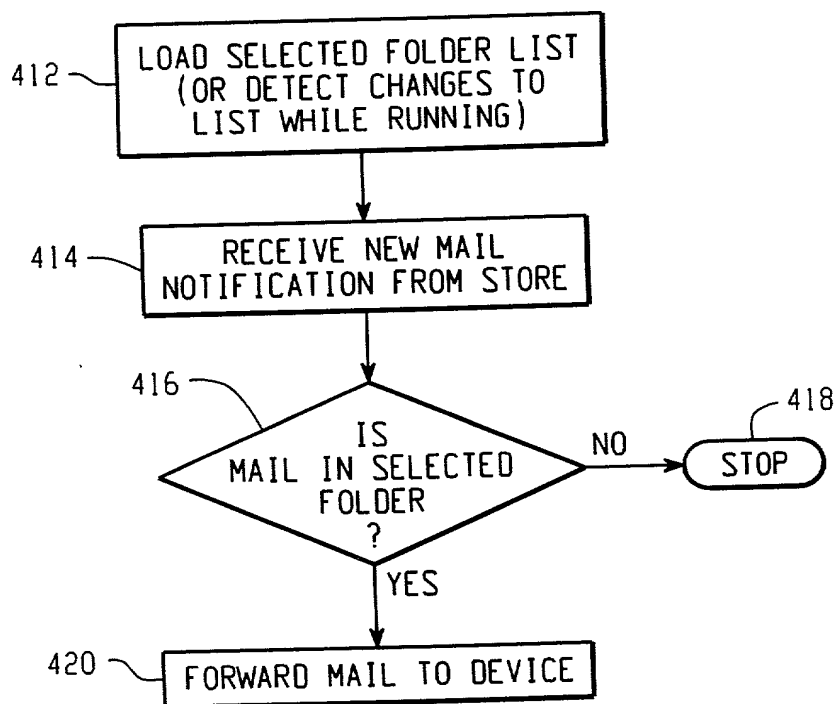 412
LOAD SELECTED FOLDER LIST
(OR DETECT CHANGES TO
LIST WHILE RUNNING)
414
RECEIVE NEW MAIL
NOTIFICATION FROM STORE
416
IS
MAIL IN SELECTED
FOLDER
?
NO
418
STOP
YES
420
FORWARD MAIL TO DEVICE